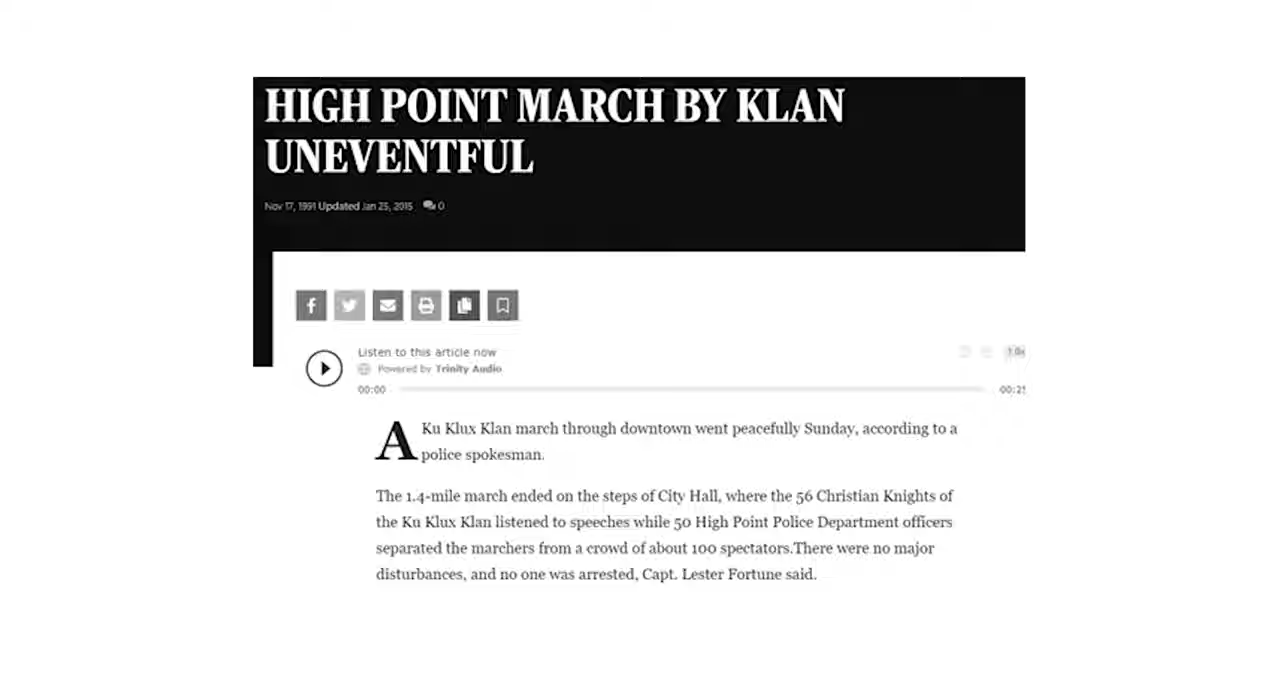 HIGH POINT MARCH BY KLAN
UNEVENTFUL
Nov 17, 1991 Updated Jan 25, 2015 0
Listen to this article now
1.0x
Powered by Trinity Audio
00:00
A Ku Klux Klan march through downtown went peacefully Sunday, according to a
police spokesman.
The 1.4-mile march ended on the steps of City Hall, where the 56 Christian Knights of
the Ku Klux Klan listened to speeches while 50 High Point Police Department officers
separated the marchers from a crowd of about 100 spectators.There were no major
disturbances, and no one was arrested, Capt. Lester Fortune said.